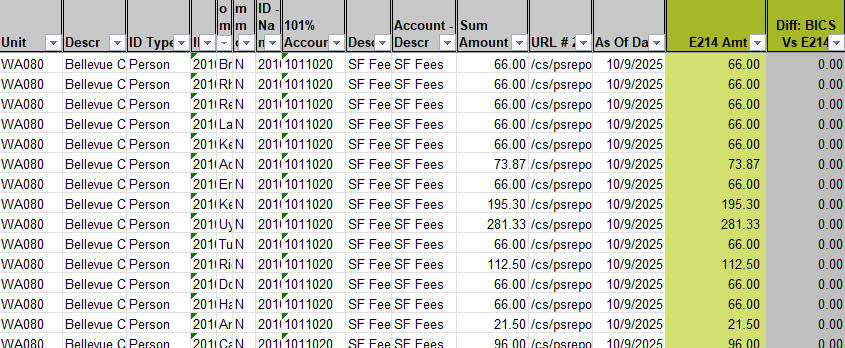 Unit Descr ID Type I om mm c ID - Na n 101% Accour Desc Account - Descr Sum Amount URL # 2 As Of Da E214 Amt Diff: BICS Vs E214
WA080 Bellevue C Person 201 Br N 201 1011020 SF Fee SF Fees 66.00 /cs/psrepo 10/9/2025 66.00 0.00
WA080 Bellevue C Person 201 Rh N 201 1011020 SF Fee SF Fees 66.00 /cs/psrepo 10/9/2025 66.00 0.00
WA080 Bellevue C Person 201 Re N 201 1011020 SF Fee SF Fees 66.00 /cs/psrepo 10/9/2025 66.00 0.00
WA080 Bellevue C Person 201 La N 201 1011020 SF Fee SF Fees 66.00 /cs/psrepo 10/9/2025 66.00 0.00
WA080 Bellevue C Person 201 Ke N 201 1011020 SF Fee SF Fees 66.00 /cs/psrepo 10/9/2025 66.00 0.00
WA080 Bellevue C Person 201 Ac N 201 1011020 SF Fee SF Fees 73.87 /cs/psrepo 10/9/2025 73.87 0.00
WA080 Bellevue C Person 201 Er N 201 1011020 SF Fee SF Fees 66.00 /cs/psrepo 10/9/2025 66.00 0.00
WA080 Bellevue C Person 201 Ke N 201 1011020 SF Fee SF Fees 195.30 /cs/psrepo 10/9/2025 195.30 0.00
WA080 Bellevue C Person 201 Uy N 201 1011020 SF Fee SF Fees 281.33 /cs/psrepo 10/9/2025 281.33 0.00
WA080 Bellevue C Person 201 Tu N 201 1011020 SF Fee SF Fees 66.00 /cs/psrepo 10/9/2025 66.00 0.00
WA080 Bellevue C Person 201 Ri N 201 1011020 SF Fee SF Fees 112.50 /cs/psrepo 10/9/2025 112.50 0.00
WA080 Bellevue C Person 201 Dc N 201 1011020 SF Fee SF Fees 66.00 /cs/psrepo 10/9/2025 66.00 0.00
WA080 Bellevue C Person 201 Ha N 201 1011020 SF Fee SF Fees 66.00 /cs/psrepo 10/9/2025 66.00 0.00
WA080 Bellevue C Person 201 Ar N 201 1011020 SF Fee SF Fees 21.50 /cs/psrepo 10/9/2025 21.50 0.00
WA080 Bellevue C Person 201 Ca N 201 1011020 SF Fee SF Fees 96.00 /cs/psrepo 10/9/2025 96.00 0.00